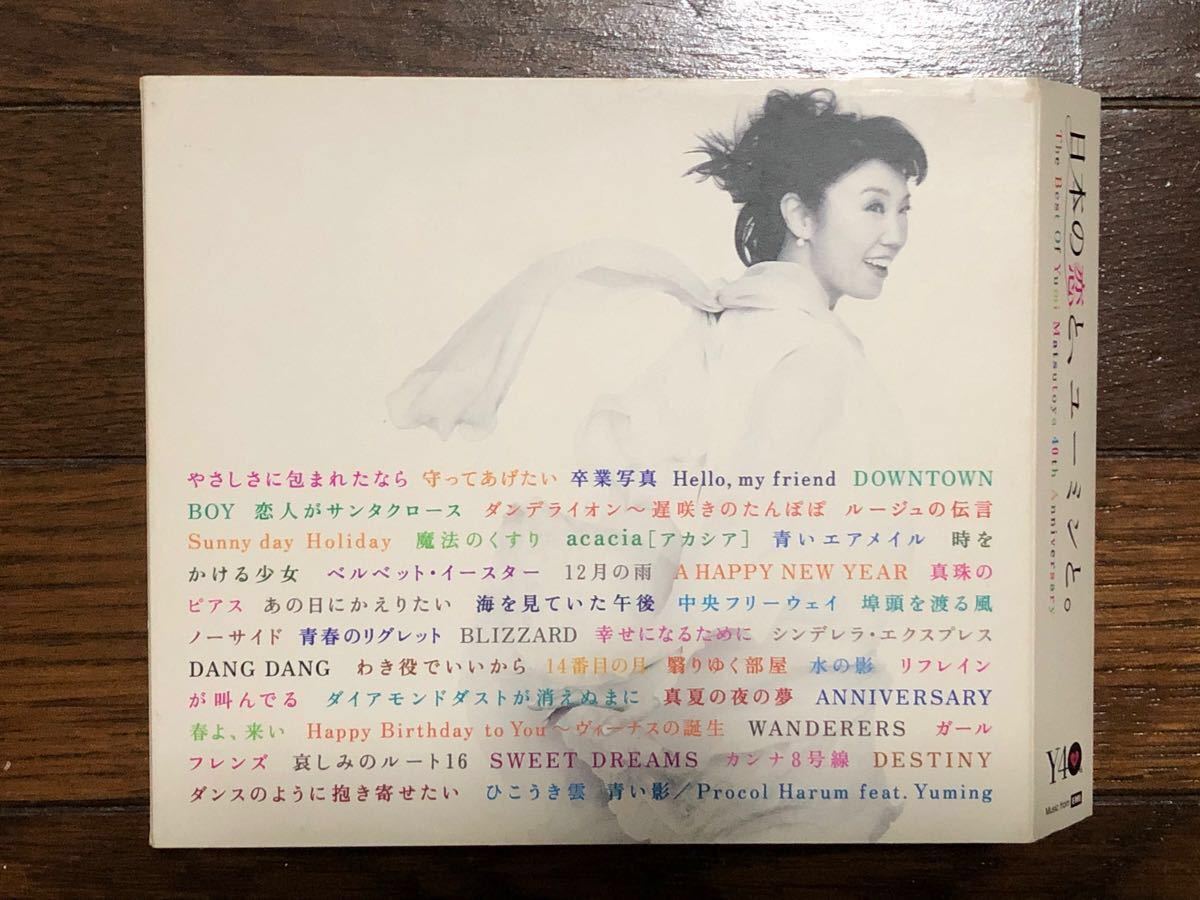 やさしさに包まれたなら 守ってあげたい 卒業写真 Hello, my friend DOWNTOWN
BOY 恋人がサンタクロース ダンデライオン～遅咲きのたんぽぽ ルージュの伝言
Sunny day Holiday 魔法のくすり acacia[アカシア] 青いエアメイル 時を
かける少女 ベルベット・イースター 12月の雨 A HAPPY NEW YEAR 真珠の
ピアス あの日にかえりたい 海を見ていた午後 中央フリーウェイ 埠頭を渡る風
ノーサイド 青春のリグレット BLIZZARD 幸せになるために シンデレラ・エクスプレス
DANG DANG わき役でいいから 14番目の月 翳りゆく部屋 水の影 リフレイン
が叫んでる ダイアモンドダストが消えぬまに 真夏の夜の夢 ANNIVERSARY
春よ、来い Happy Birthday to You～ヴィーナスの誕生 WANDERERS ガール
フレンズ 哀しみのルート16 SWEET DREAMS カンナ8号線 DESTINY
ダンスのように抱き寄せたい ひこうき雲 青い影／Procol Harum feat. Yuming
日本の恋と、ユーミンと。
The Best Of Yumi Matsutoya 40th Anniversary
Y40
Music from EMI